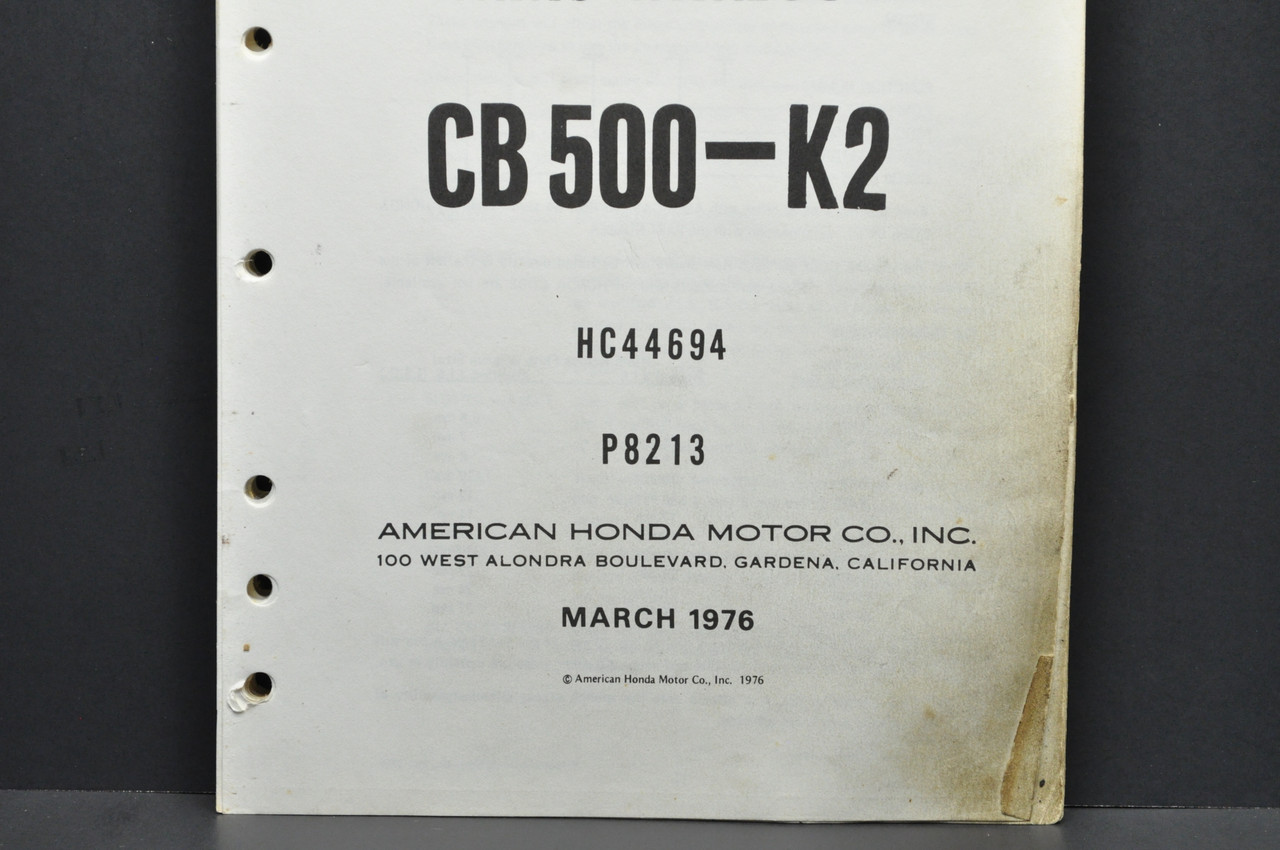 CB 500—K2
HC44694
P8213
AMERICAN HONDA MOTOR CO., INC.
100 WEST ALONDRA BOULEVARD, GARDENA, CALIFORNIA
MARCH 1976
© American Honda Motor Co., Inc. 1976